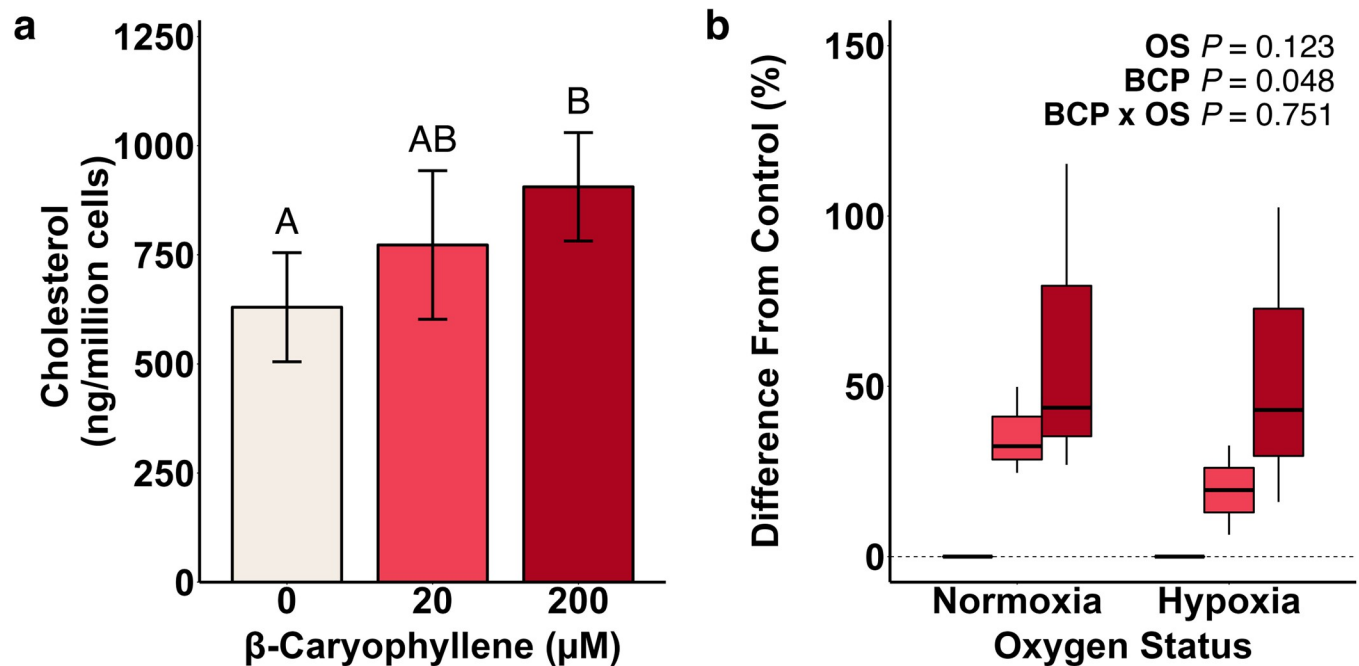 a
Cholesterol
(ng/million cells)
1250
1000
750
500
250
0
A
AB
B
0 20 200
β-Caryophyllene (µM)
b
Difference From Control (%)
150
100
50
0
OS P = 0.123
BCP P = 0.048
BCP x OS P = 0.751
Normoxia Hypoxia
Oxygen Status